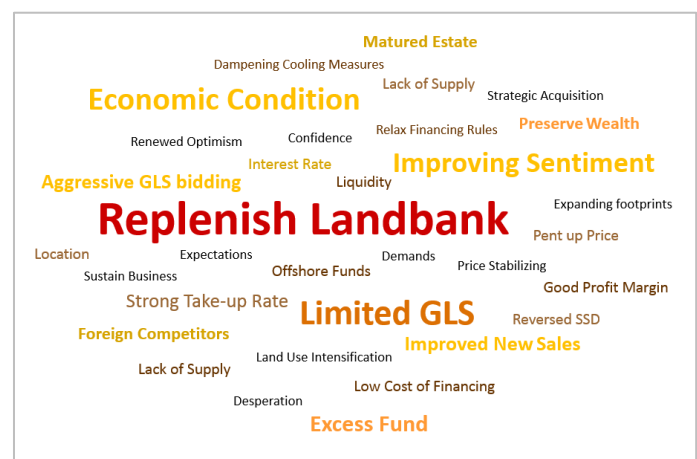 Matured Estate
Dampening Cooling Measures
Lack of Supply
Economic Condition
Strategic Acquisition
Preserve Wealth
Relax Financing Rules
Renewed Optimism
Confidence
Interest Rate
Improving Sentiment
Aggressive GLS bidding
Liquidity
Replenish Landbank
Expanding footprints
Pent up Price
Location
Expectations
Demands
Price Stabilizing
Sustain Business
Offshore Funds
Good Profit Margin
Strong Take-up Rate
Limited GLS
Reversed SSD
Foreign Competitors
Improved New Sales
Land Use Intensification
Lack of Supply
Low Cost of Financing
Desperation
Excess Fund